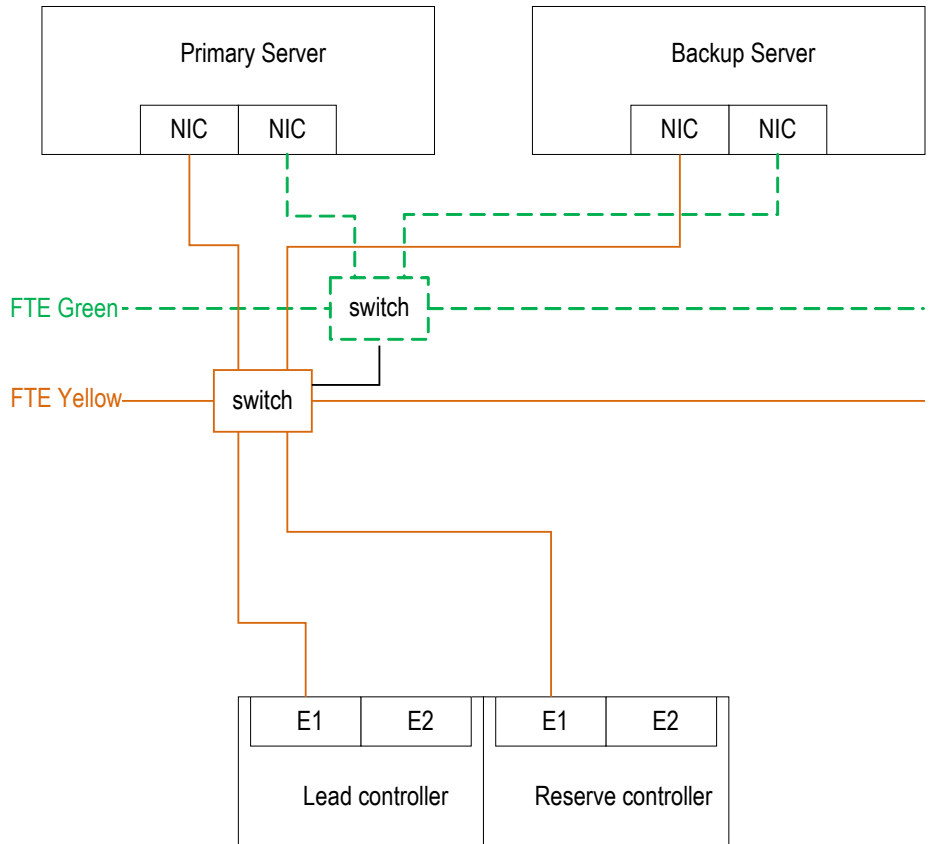 Primary Server
Backup Server
NIC
NIC
NIC
NIC
FTE Green
switch
FTE Yellow
switch
E1
E2
E1
E2
Lead controller
Reserve controller